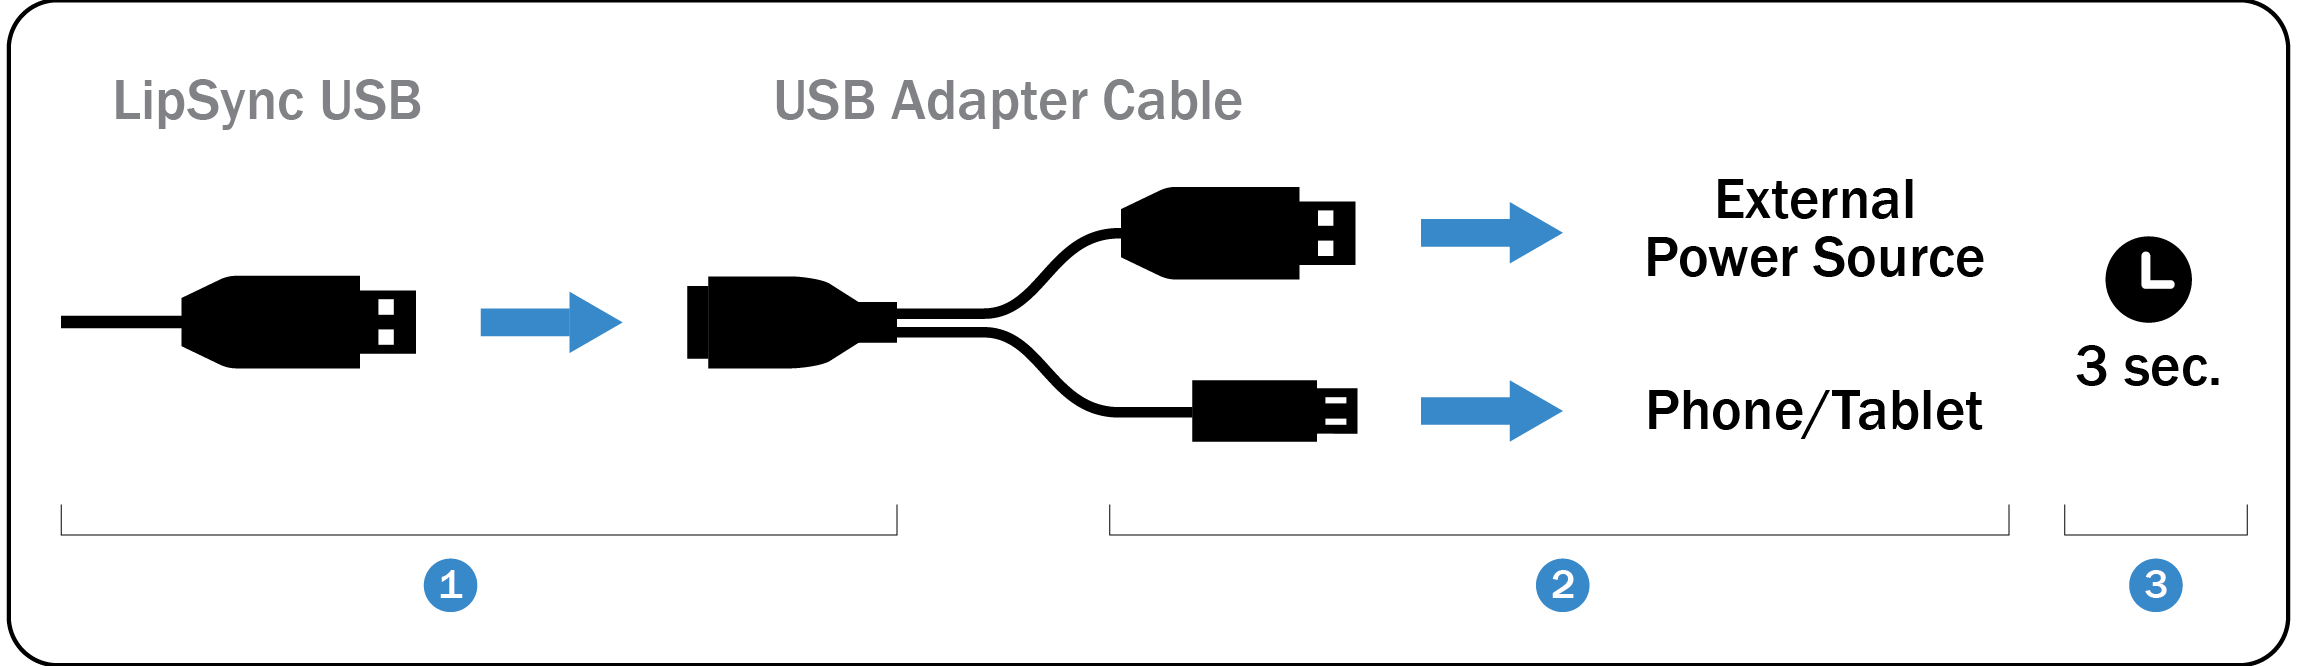 LipSync USB
USB Adapter Cable
External
Power Source
Phone/Tablet
3 sec.
1
2
3